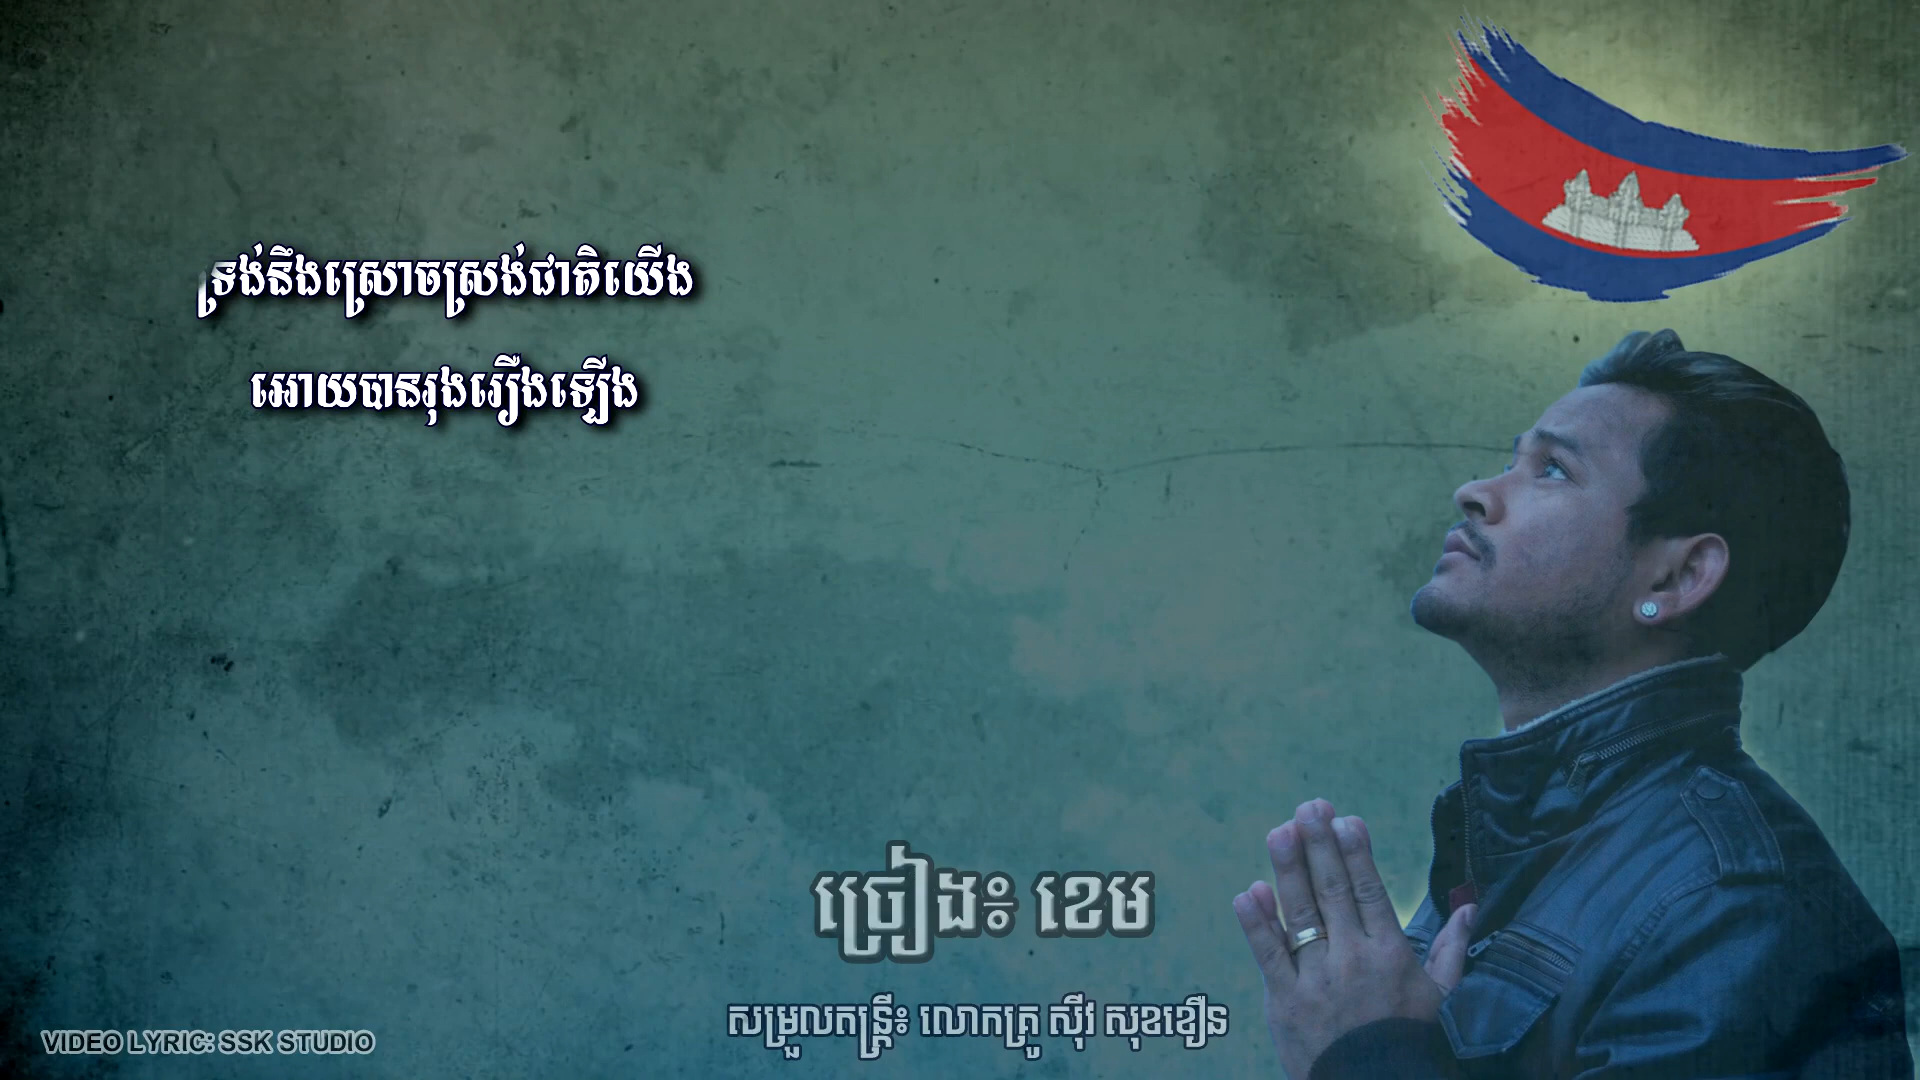 ទ្រង់នឹងស្រោចស្រង់ជាតិយើង
អោយបានរុងរឿងឡើង
ច្រៀង៖ ខេម
សម្រួលតន្ត្រី៖ លោកគ្រូ ស៊ីវ សុខខឿន
VIDEO LYRIC: SSK STUDIO